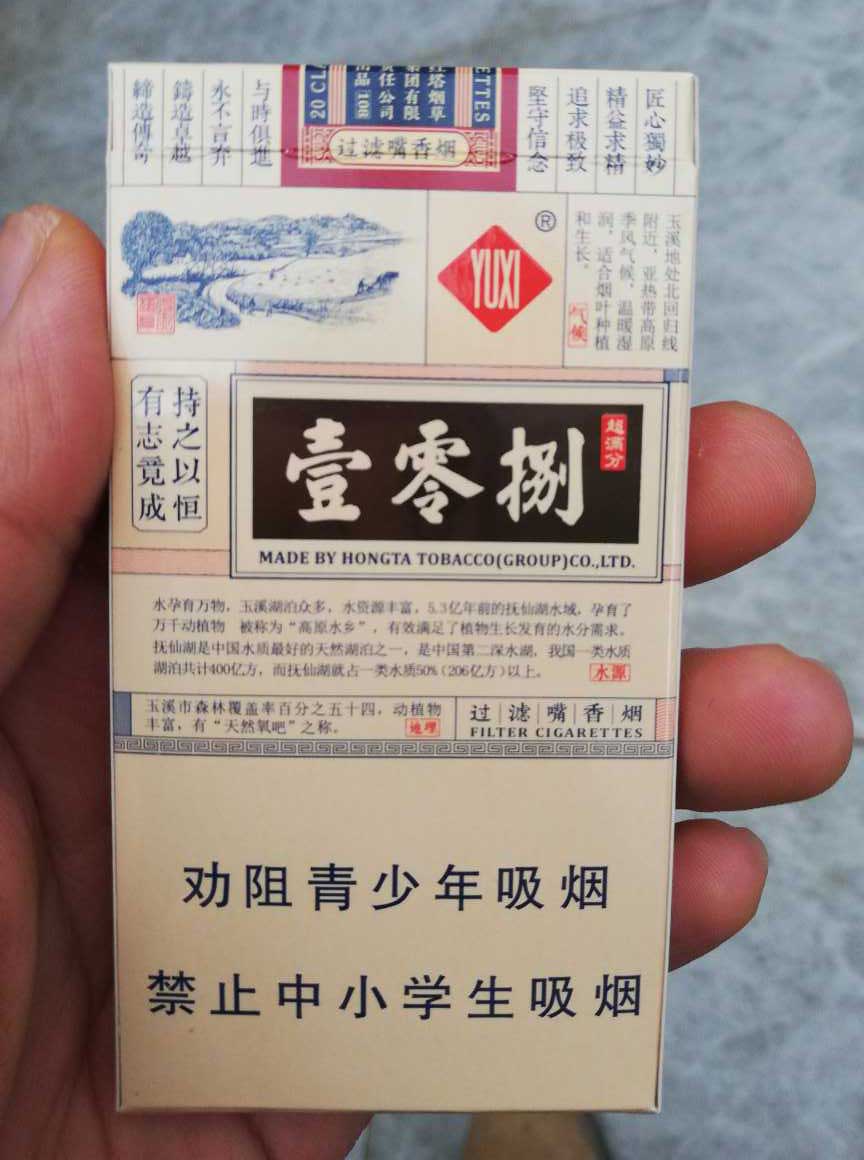 匠心獨妙
精益求精
追求极致
堅守信念
ETTES
塔烟草
集团有限
责任公司
出品 108
20 CL
过滤嘴香烟
与時俱進
永不言弃
鑄造卓越
締造傳奇
YUXI
®
玉溪地处北回归线
附近，亚热带高原
季风气候，温暖湿
润，适合烟叶种植
和生长。
气候
持之以恒
有志竟成
壹零捌
超满分
MADE BY HONGTA TOBACCO(GROUP)CO.,LTD.
水孕育万物，玉溪湖泊众多，水资源丰富，5.3亿年前的抚仙湖水域，孕育了
万千动植物 被称为“高原水乡”，有效满足了植物生长发育的水分需求。
抚仙湖是中国水质最好的天然湖泊之一，是中国第二深水湖，我国一类水质
湖泊共计400亿方，而抚仙湖就占一类水质50%（206亿方）以上。
水源
玉溪市森林覆盖率百分之五十四，动植物
丰富，有“天然氧吧”之称。
地理
过滤嘴香烟
FILTER CIGARETTES
劝阻青少年吸烟
禁止中小学生吸烟